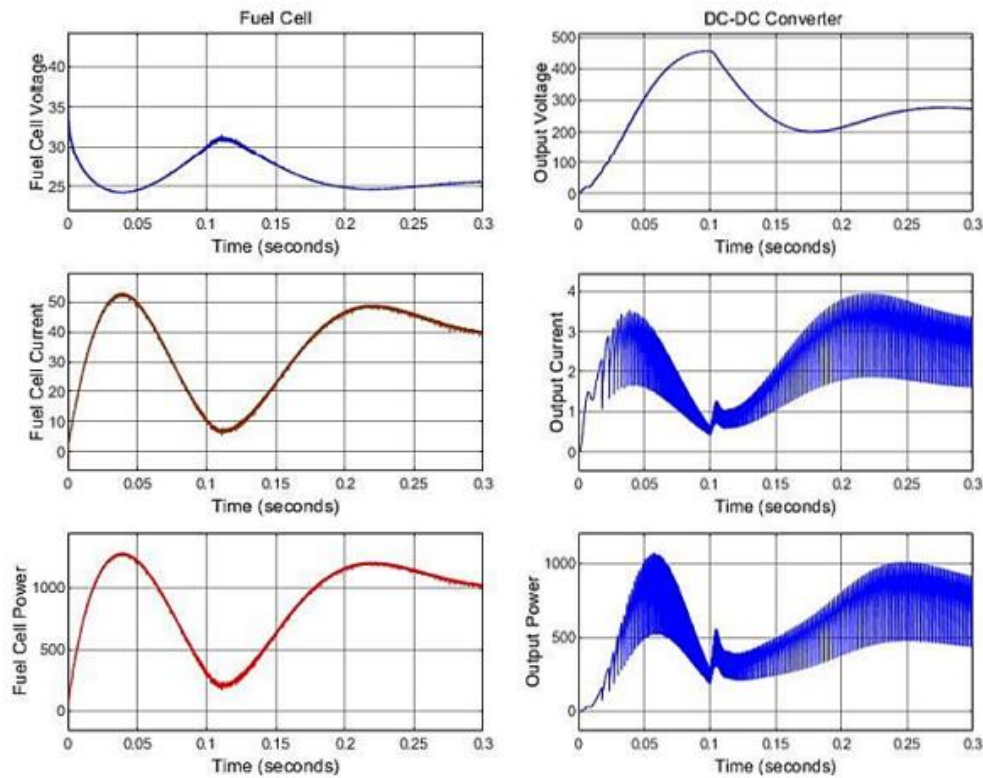 Fuel Cell
40
35
30
25
Fuel Cell Voltage
0 0.05 0.1 0.15 0.2 0.25 0.3
Time (seconds)
DC-DC Converter
500
400
300
200
100
0
Output Voltage
0 0.05 0.1 0.15 0.2 0.25 0.3
Time (seconds)
50
40
30
20
10
0
Fuel Cell Current
0 0.05 0.1 0.15 0.2 0.25 0.3
Time (seconds)
4
3
2
1
0
Output Current
0 0.05 0.1 0.15 0.2 0.25 0.3
Time (seconds)
1000
500
0
Fuel Cell Power
0 0.05 0.1 0.15 0.2 0.25 0.3
Time (seconds)
1000
500
0
Output Power
0 0.05 0.1 0.15 0.2 0.25 0.3
Time (seconds)